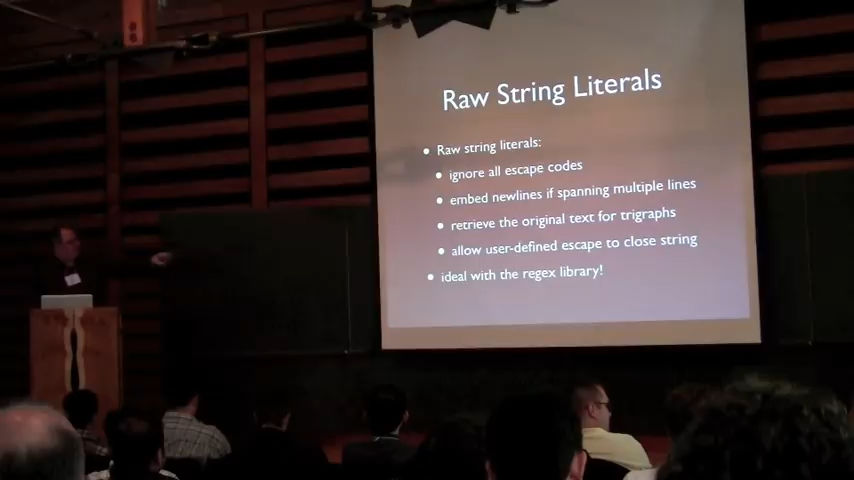 Raw String Literals
• Raw string literals:
• ignore all escape codes
• embed newlines if spanning multiple lines
• retrieve the original text for trigraphs
• allow user-defined escape to close string
• ideal with the regex library!